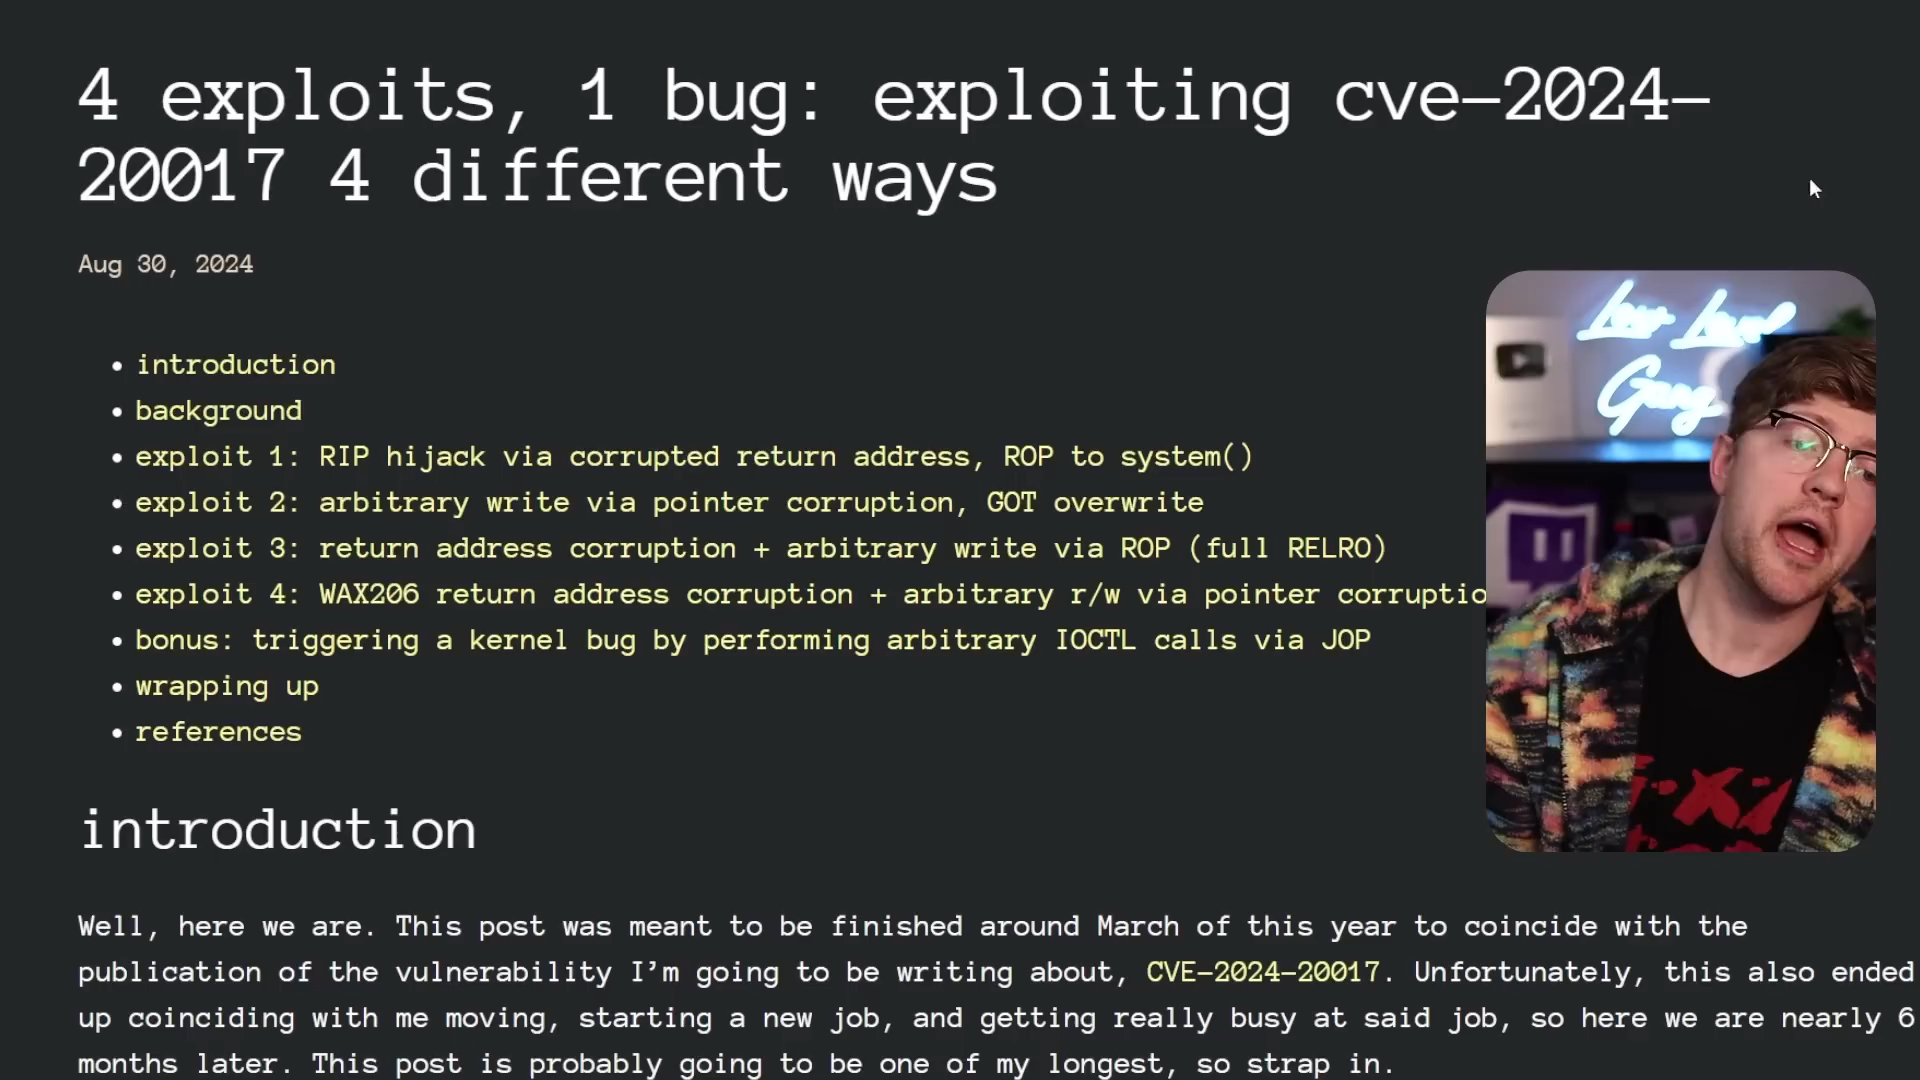 4 exploits, 1 bug: exploiting cve-2024-
20017 4 different ways
Aug 30, 2024
introduction
background
exploit 1: RIP hijack via corrupted return address, ROP to system()
exploit 2: arbitrary write via pointer corruption, GOT overwrite
exploit 3: return address corruption + arbitrary write via ROP (full RELRO)
exploit 4: WAX206 return address corruption + arbitrary r/w via pointer corruptio
bonus: triggering a kernel bug by performing arbitrary IOCTL calls via JOP
wrapping up
references
Low Level
Gang
introduction
Well, here we are. This post was meant to be finished around March of this year to coincide with the
publication of the vulnerability I’m going to be writing about, CVE-2024-20017. Unfortunately, this also ended
up coinciding with me moving, starting a new job, and getting really busy at said job, so here we are nearly 6
months later. This post is probably going to be one of my longest, so strap in.